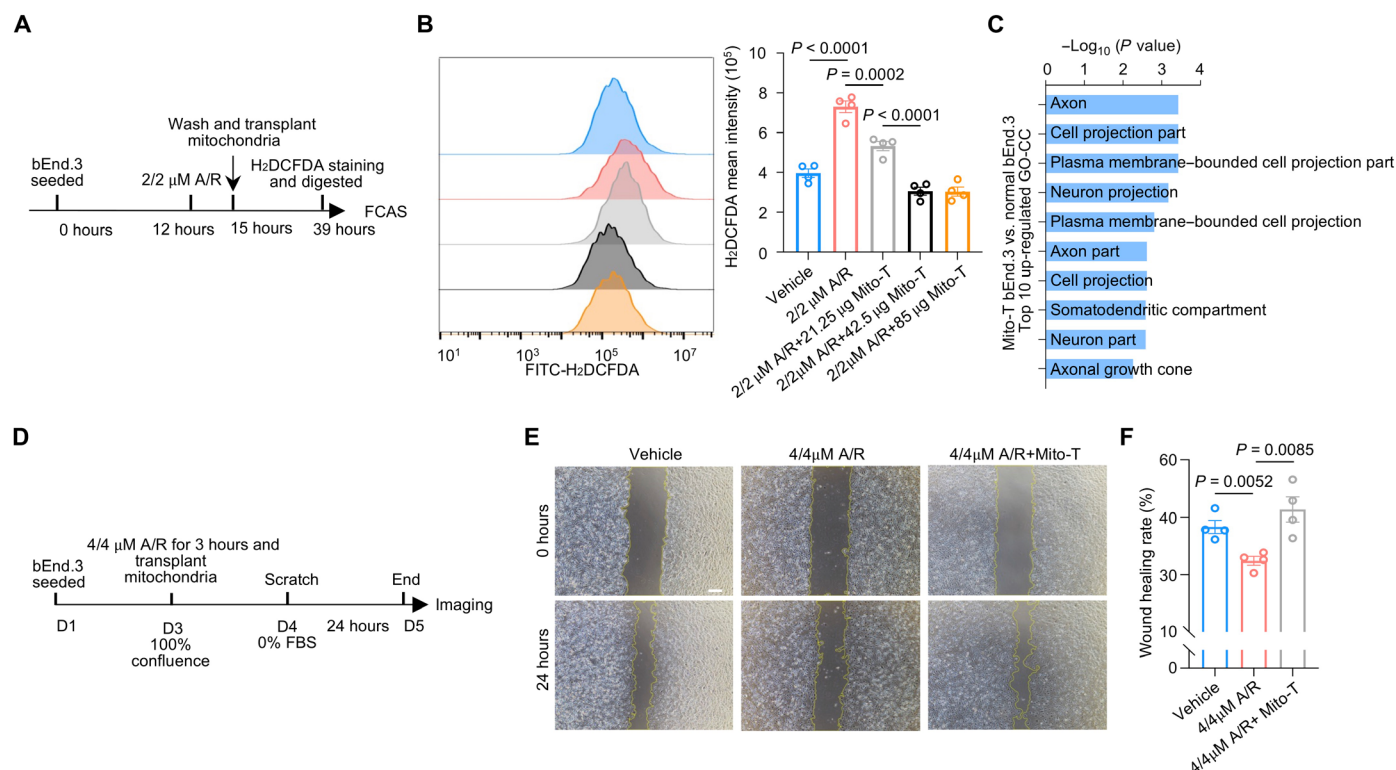 A
Wash and transplant
mitochondria
bEnd.3
seeded
2/2 μM A/R
H2DCFDA staining
and digested
FCAS
0 hours
12 hours
15 hours
39 hours
B
10¹
10³
10⁵
10⁷
FITC-H2DCFDA
H2DCFDA mean intensity (10⁵)
10
8
6
4
2
0
P < 0.0001
P = 0.0002
P < 0.0001
Vehicle
2/2 μM A/R
2/2 μM A/R+21.25 μg Mito-T
2/2μM A/R+42.5 μg Mito-T
2/2μM A/R+85 μg Mito-T
C
−Log10 (P value)
0 1 2 3 4
Mito-T bEnd.3 vs. normal bEnd.3
Top 10 up-regulated GO-CC
Axon
Cell projection part
Plasma membrane–bounded cell projection part
Neuron projection
Plasma membrane–bounded cell projection
Axon part
Cell projection
Somatodendritic compartment
Neuron part
Axonal growth cone
D
4/4 μM A/R for 3 hours and
transplant
mitochondria
bEnd.3
seeded
Scratch
End
Imaging
D1
D3
100%
confluence
D4
0% FBS
24 hours
D5
E
Vehicle
4/4μM A/R
4/4μM A/R+Mito-T
0 hours
24 hours
F
Wound healing rate (%)
60
40
30
10
0
P = 0.0052
P = 0.0085
Vehicle
4/4μM A/R
4/4μM A/R+ Mito-T